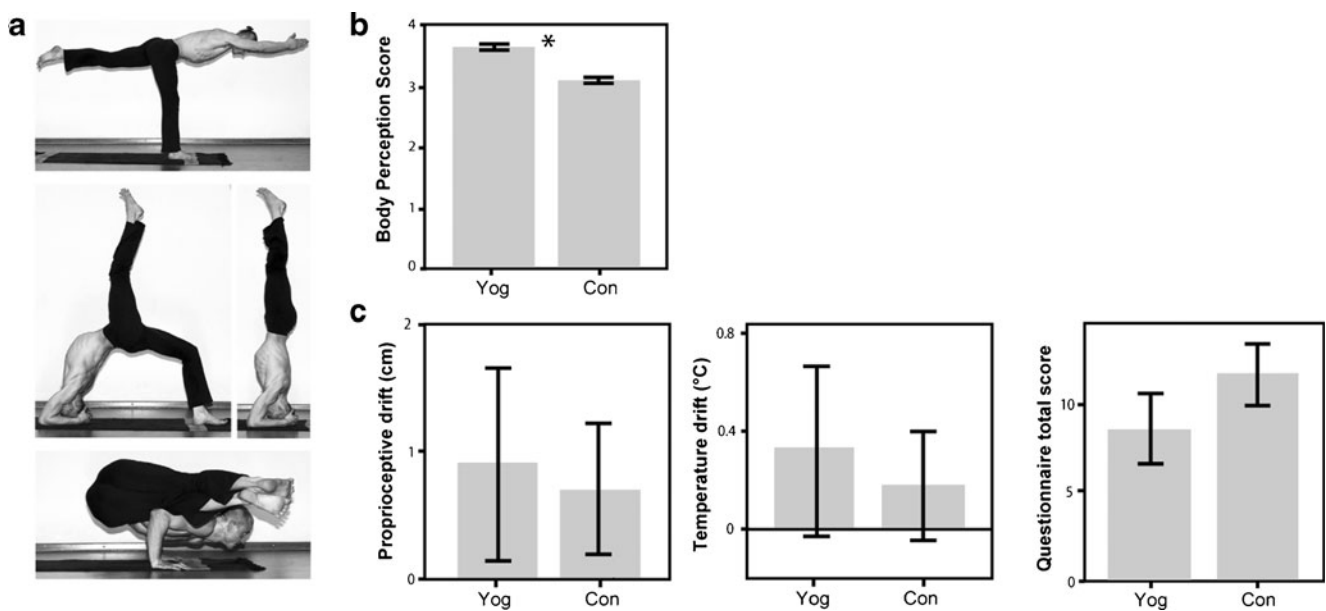 a
b
Body Perception Score
4
3
2
1
0
*
Yog
Con
c
Proprioceptive drift (cm)
2
1
0
Yog
Con
Temperature drift (°C)
0.8
0.4
0
Yog
Con
Questionnaire total score
10
5
0
Yog
Con